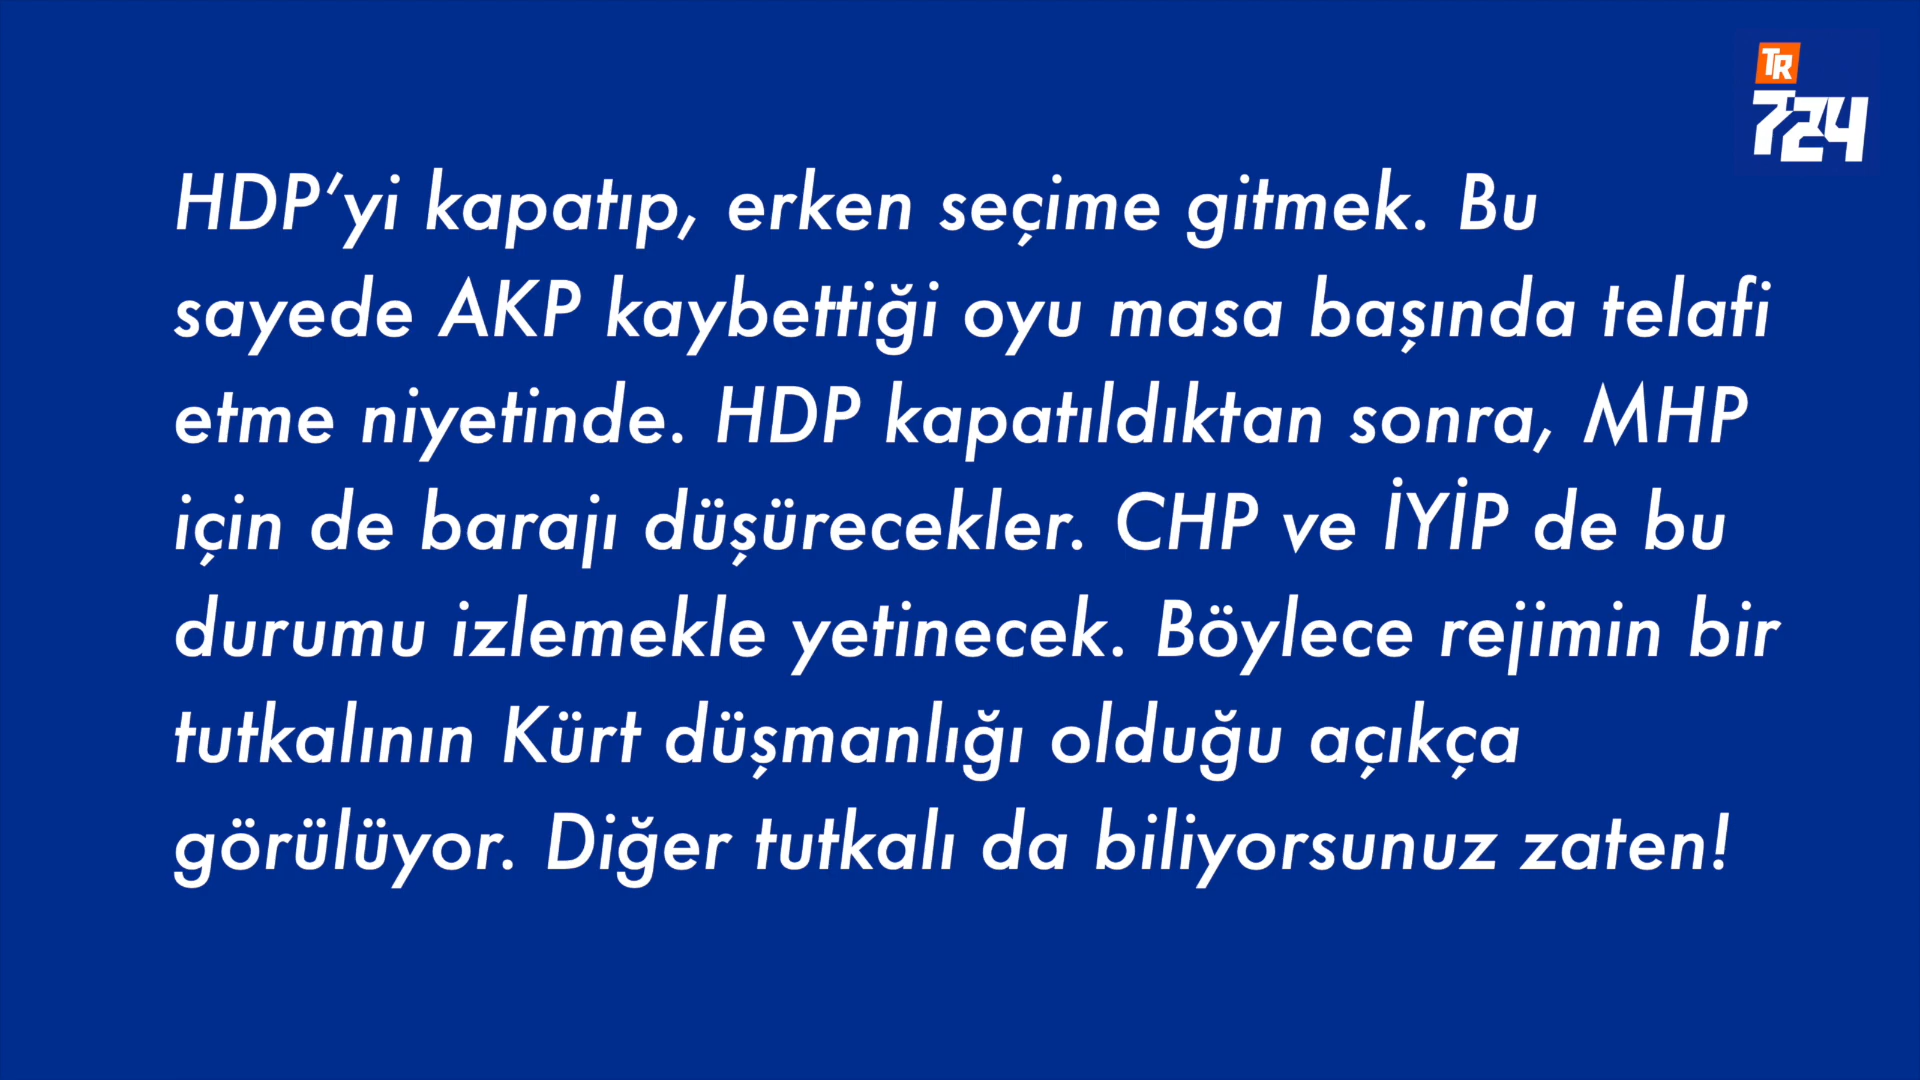 TR
724
HDP’yi kapatıp, erken seçime gitmek. Bu
sayede AKP kaybettiği oyu masa başında telafi
etme niyetinde. HDP kapatıldıktan sonra, MHP
için de barajı düşürecekler. CHP ve İYİP de bu
durumu izlemekle yetinecek. Böylece rejimin bir
tutkalının Kürt düşmanlığı olduğu açıkça
görülüyor. Diğer tutkalı da biliyorsunuz zaten!